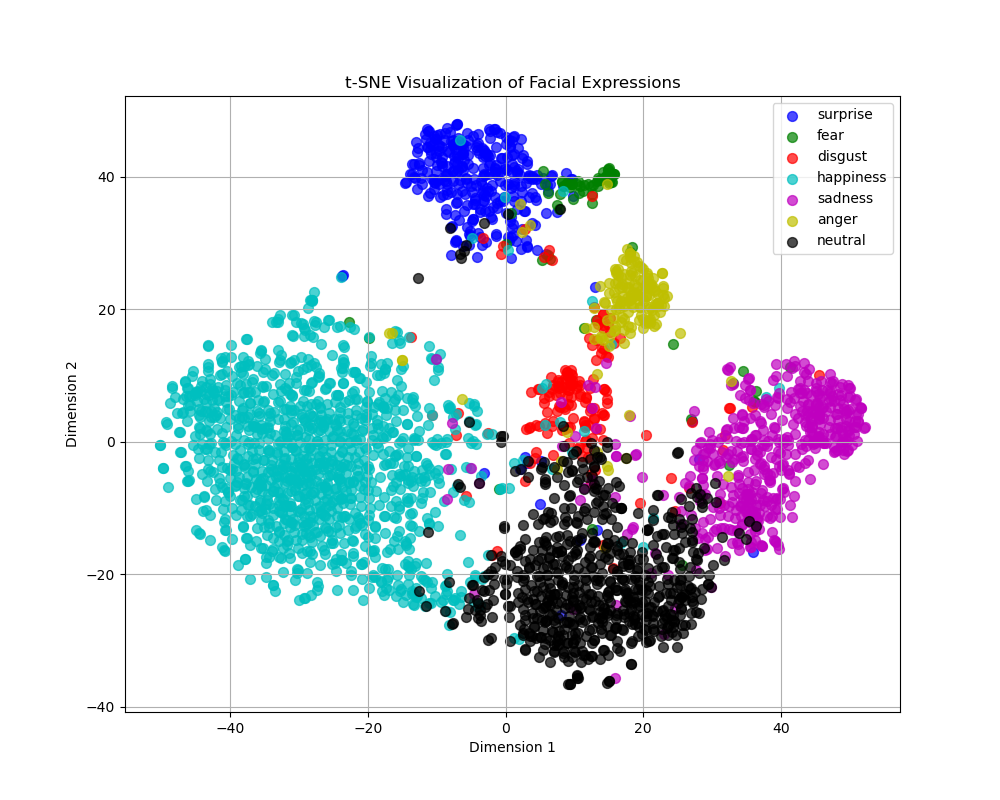 t-SNE Visualization of Facial Expressions
surprise
fear
disgust
happiness
sadness
anger
neutral
Dimension 2
40
20
0
−20
−40
−40
−20
0
20
40
Dimension 1